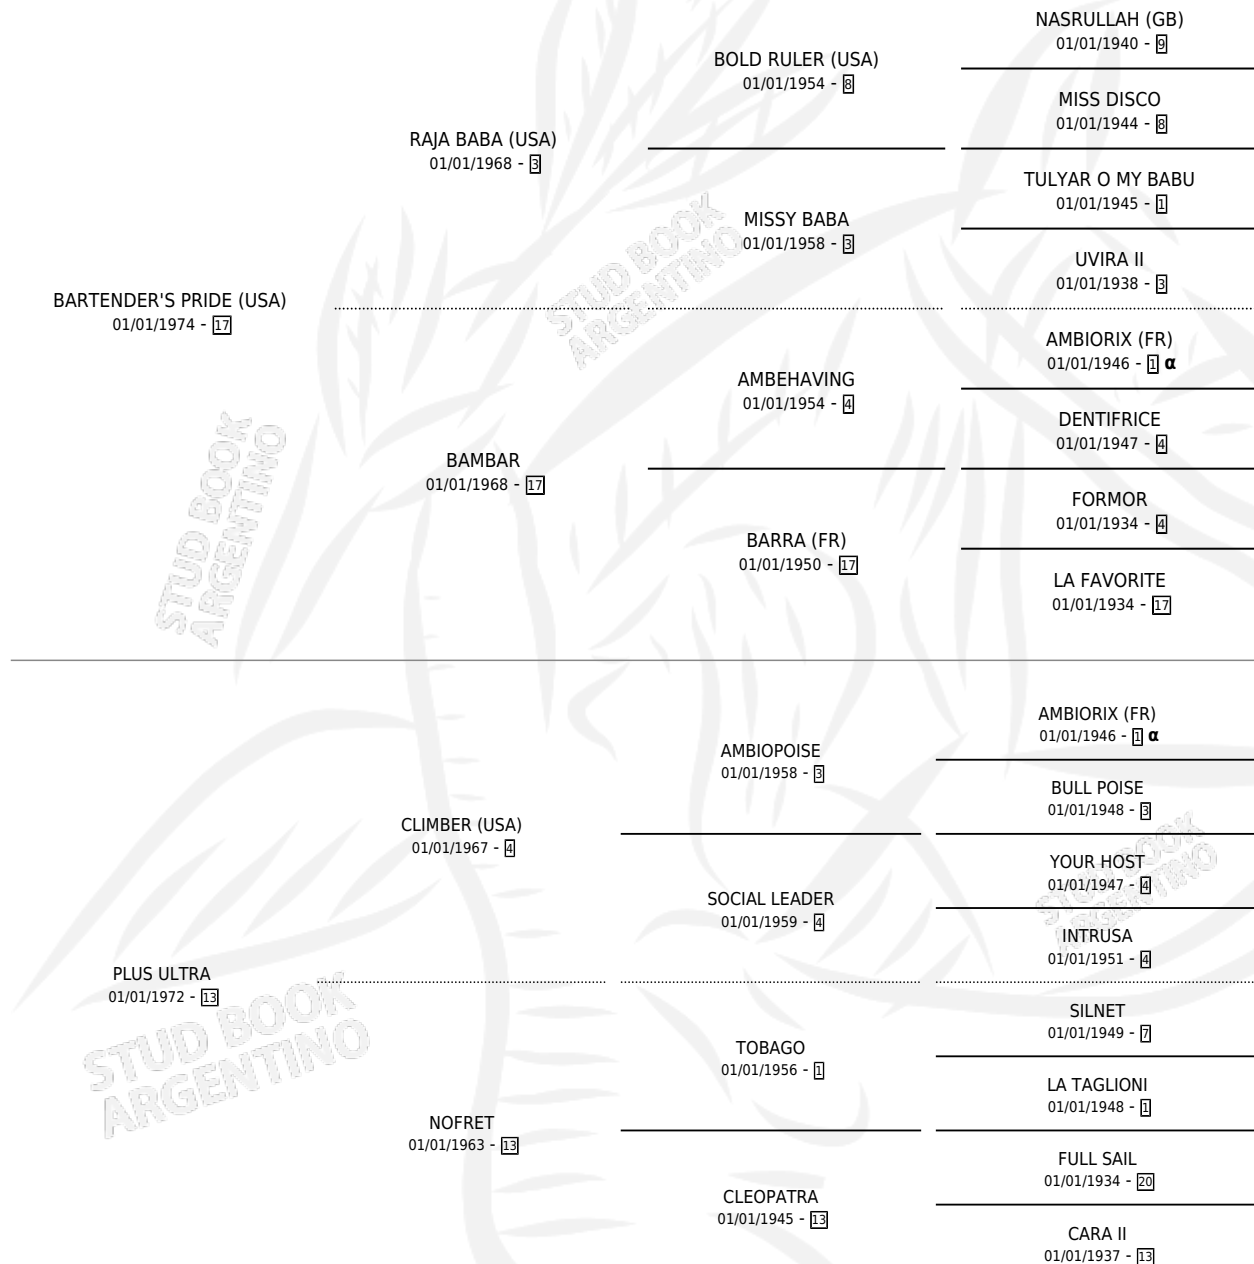 NASRULLAH (GB)
01/01/1940 - 9
BOLD RULER (USA)
01/01/1954 - 8
MISS DISCO
01/01/1944 - 8
RAJA BABA (USA)
01/01/1968 - 3
TULYAR O MY BABU
01/01/1945 - 1
MISSY BABA
01/01/1958 - 3
UVIRA II
01/01/1938 - 3
BARTENDER'S PRIDE (USA)
01/01/1974 - 17
AMBIORIX (FR)
01/01/1946 - 1 α
AMBEHAVING
01/01/1954 - 4
DENTIFRICE
01/01/1947 - 4
BAMBAR
01/01/1968 - 17
FORMOR
01/01/1934 - 4
BARRA (FR)
01/01/1950 - 17
LA FAVORITE
01/01/1934 - 17
AMBIORIX (FR)
01/01/1946 - 1 α
AMBIOPOISE
01/01/1958 - 3
BULL POISE
01/01/1948 - 3
CLIMBER (USA)
01/01/1967 - 4
YOUR HOST
01/01/1947 - 4
SOCIAL LEADER
01/01/1959 - 4
INTRUSA
01/01/1951 - 4
PLUS ULTRA
01/01/1972 - 13
SILNET
01/01/1949 - 7
TOBAGO
01/01/1956 - 1
LA TAGLIONI
01/01/1948 - 1
NOFRET
01/01/1963 - 13
FULL SAIL
01/01/1934 - 20
CLEOPATRA
01/01/1945 - 13
CARA II
01/01/1937 - 13
STUD BOOK
ARGENTINO
STUD BOOK
ARGENTINO
STUD BOOK
ARGENTINO
STUD BOOK
ARGENTINO